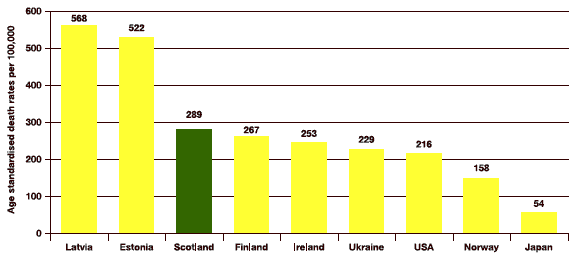 Age standardised death rates per 100,000
600
500
400
300
200
100
0
568
522
289
267
253
229
216
158
54
Latvia
Estonia
Scotland
Finland
Ireland
Ukraine
USA
Norway
Japan